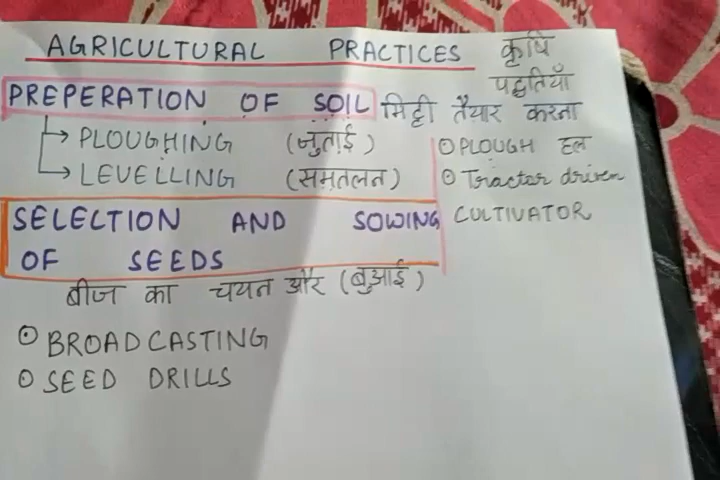 AGRICULTURAL PRACTICES कृषि पद्धतियाँ
PREPERATION OF SOIL मिट्टी तैयार करना
PLOUGHING (जुताई)
LEVELLING (समतलन)
PLOUGH हल
Tractor driven
CULTIVATOR
SELECTION AND SOWING
OF SEEDS
बीज का चयन और (बुआई)
BROADCASTING
SEED DRILLS